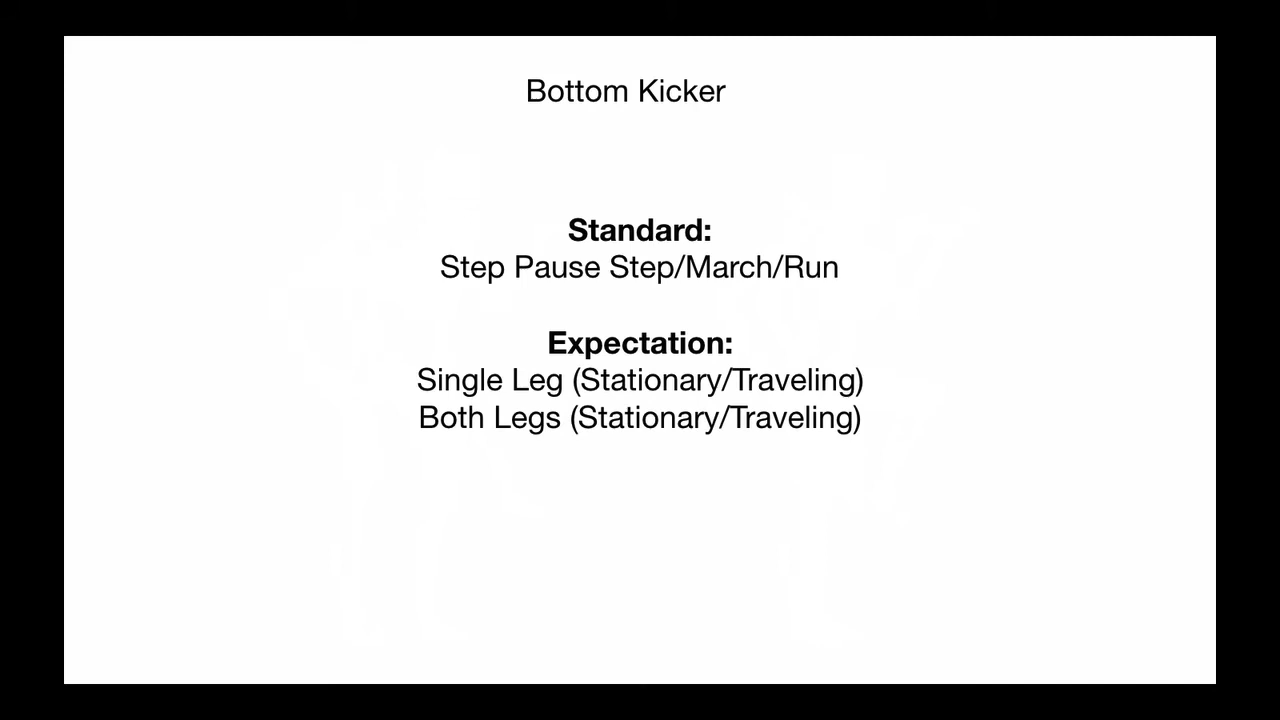 Bottom Kicker
Standard:
Step Pause Step/March/Run
Expectation:
Single Leg (Stationary/Traveling)
Both Legs (Stationary/Traveling)